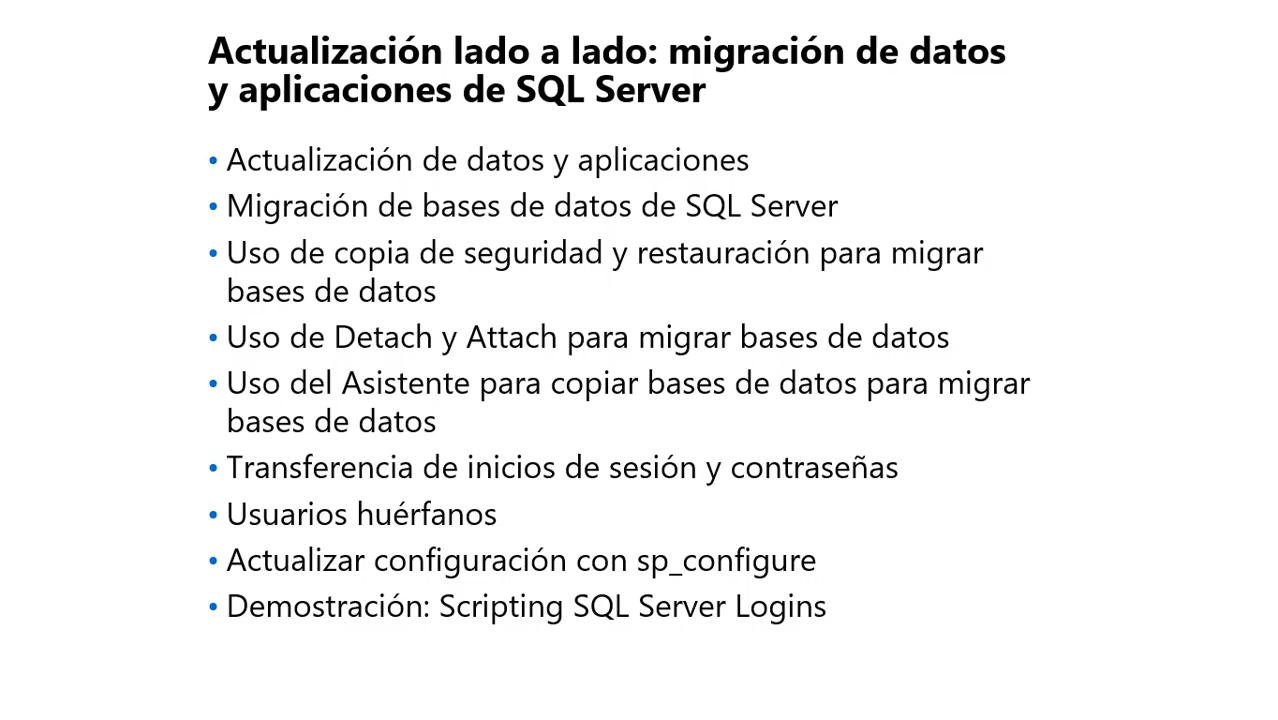 Actualización lado a lado: migración de datos
y aplicaciones de SQL Server
• Actualización de datos y aplicaciones
• Migración de bases de datos de SQL Server
• Uso de copia de seguridad y restauración para migrar
bases de datos
• Uso de Detach y Attach para migrar bases de datos
• Uso del Asistente para copiar bases de datos para migrar
bases de datos
• Transferencia de inicios de sesión y contraseñas
• Usuarios huérfanos
• Actualizar configuración con sp_configure
• Demostración: Scripting SQL Server Logins